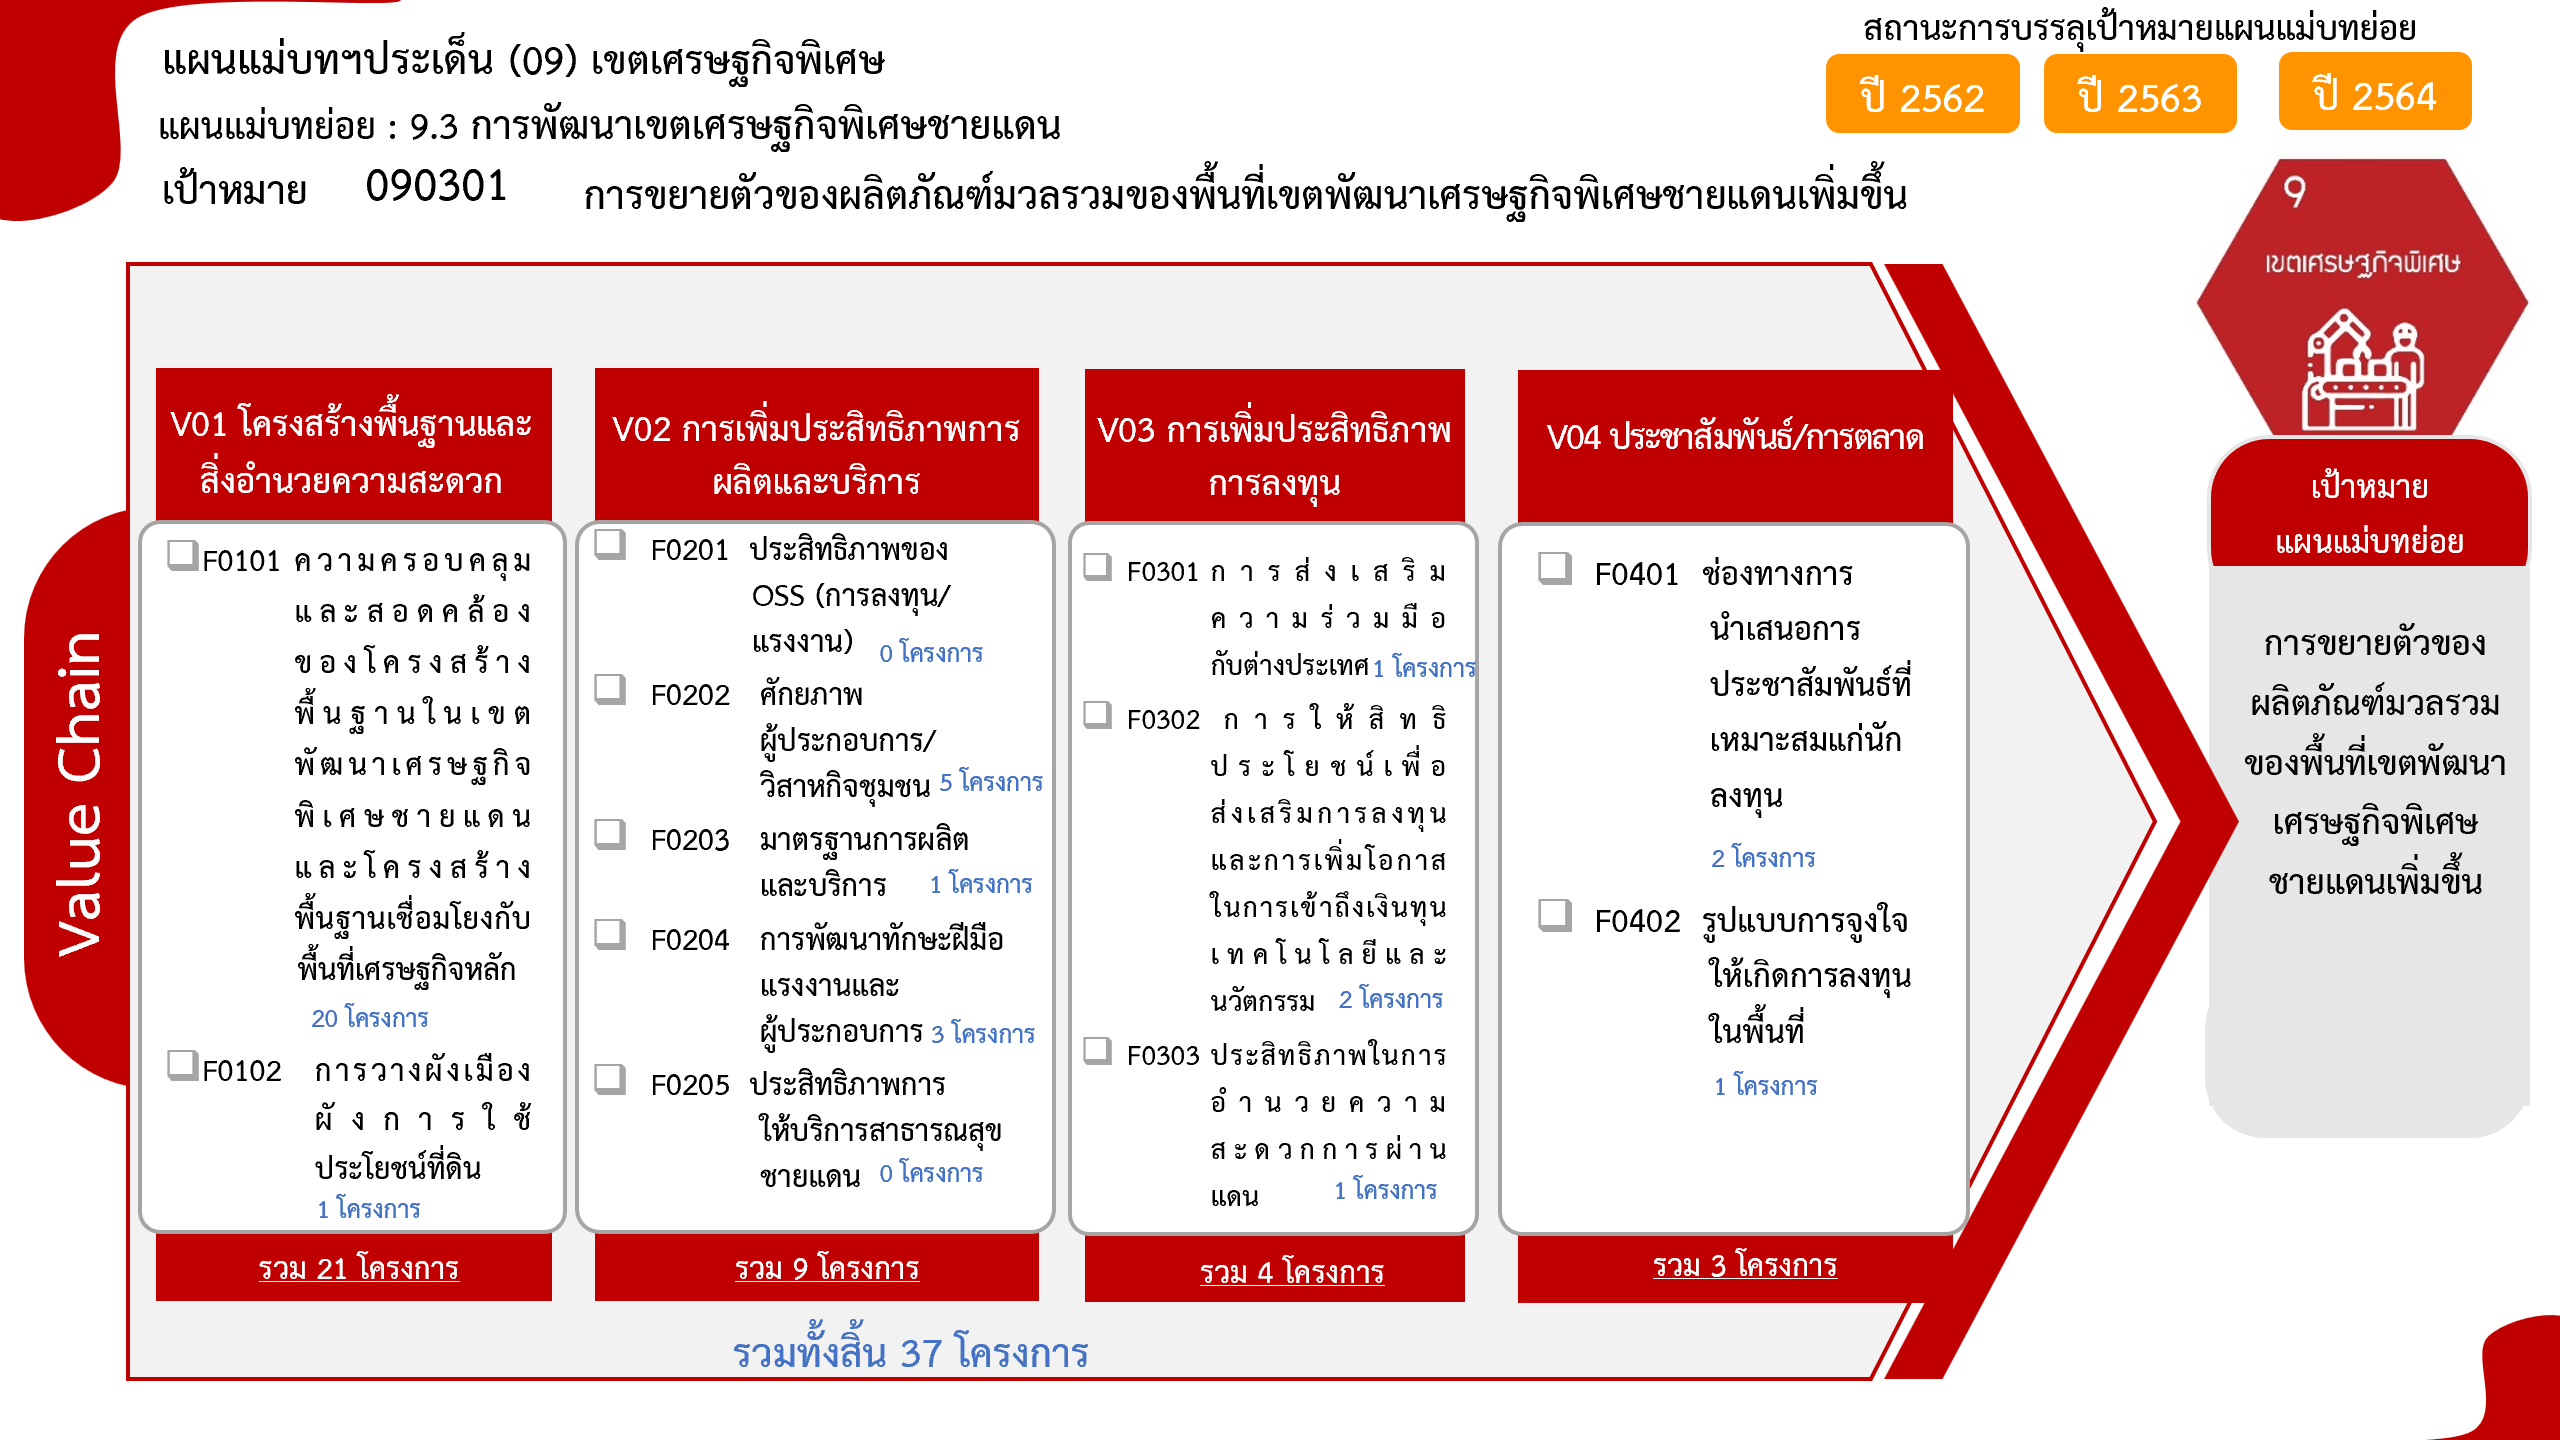 สถานะการบรรลุเป้าหมายแผนแม่บทย่อย
ปี 2562
ปี 2563
ปี 2564
แผนแม่บทฯประเด็น (09) เขตเศรษฐกิจพิเศษ
แผนแม่บทย่อย : 9.3 การพัฒนาเขตเศรษฐกิจพิเศษชายแดน
เป้าหมาย 090301 การขยายตัวของผลิตภัณฑ์มวลรวมของพื้นที่เขตพัฒนาเศรษฐกิจพิเศษชายแดนเพิ่มขึ้น
9
เขตเศรษฐกิจพิเศษ
Value Chain
V01 โครงสร้างพื้นฐานและ
สิ่งอำนวยความสะดวก
F0101 ความครอบคลุม
และสอดคล้อง
ของโครงสร้าง
พื้นฐานในเขต
พัฒนาเศรษฐกิจ
พิเศษชายแดน
และโครงสร้าง
พื้นฐานเชื่อมโยงกับ
พื้นที่เศรษฐกิจหลัก
20 โครงการ
F0102 การวางผังเมือง
ผังการใช้
ประโยชน์ที่ดิน
1 โครงการ
รวม 21 โครงการ
V02 การเพิ่มประสิทธิภาพการ
ผลิตและบริการ
F0201 ประสิทธิภาพของ
OSS (การลงทุน/
แรงงาน) 0 โครงการ
F0202 ศักยภาพ
ผู้ประกอบการ/
วิสาหกิจชุมชน 5 โครงการ
F0203 มาตรฐานการผลิต
และบริการ 1 โครงการ
F0204 การพัฒนาทักษะฝีมือ
แรงงานและ
ผู้ประกอบการ 3 โครงการ
F0205 ประสิทธิภาพการ
ให้บริการสาธารณสุข
ชายแดน 0 โครงการ
รวม 9 โครงการ
V03 การเพิ่มประสิทธิภาพ
การลงทุน
F0301 การส่งเสริม
ความร่วมมือ
กับต่างประเทศ 1 โครงการ
F0302 การให้สิทธิ
ประโยชน์เพื่อ
ส่งเสริมการลงทุน
และการเพิ่มโอกาส
ในการเข้าถึงเงินทุน
เทคโนโลยีและ
นวัตกรรม 2 โครงการ
F0303 ประสิทธิภาพในการ
อำนวยความ
สะดวกการผ่าน
แดน 1 โครงการ
รวม 4 โครงการ
V04 ประชาสัมพันธ์/การตลาด
F0401 ช่องทางการ
นำเสนอการ
ประชาสัมพันธ์ที่
เหมาะสมแก่นัก
ลงทุน
2 โครงการ
F0402 รูปแบบการจูงใจ
ให้เกิดการลงทุน
ในพื้นที่
1 โครงการ
รวม 3 โครงการ
รวมทั้งสิ้น 37 โครงการ
เป้าหมาย
แผนแม่บทย่อย
การขยายตัวของ
ผลิตภัณฑ์มวลรวม
ของพื้นที่เขตพัฒนา
เศรษฐกิจพิเศษ
ชายแดนเพิ่มขึ้น